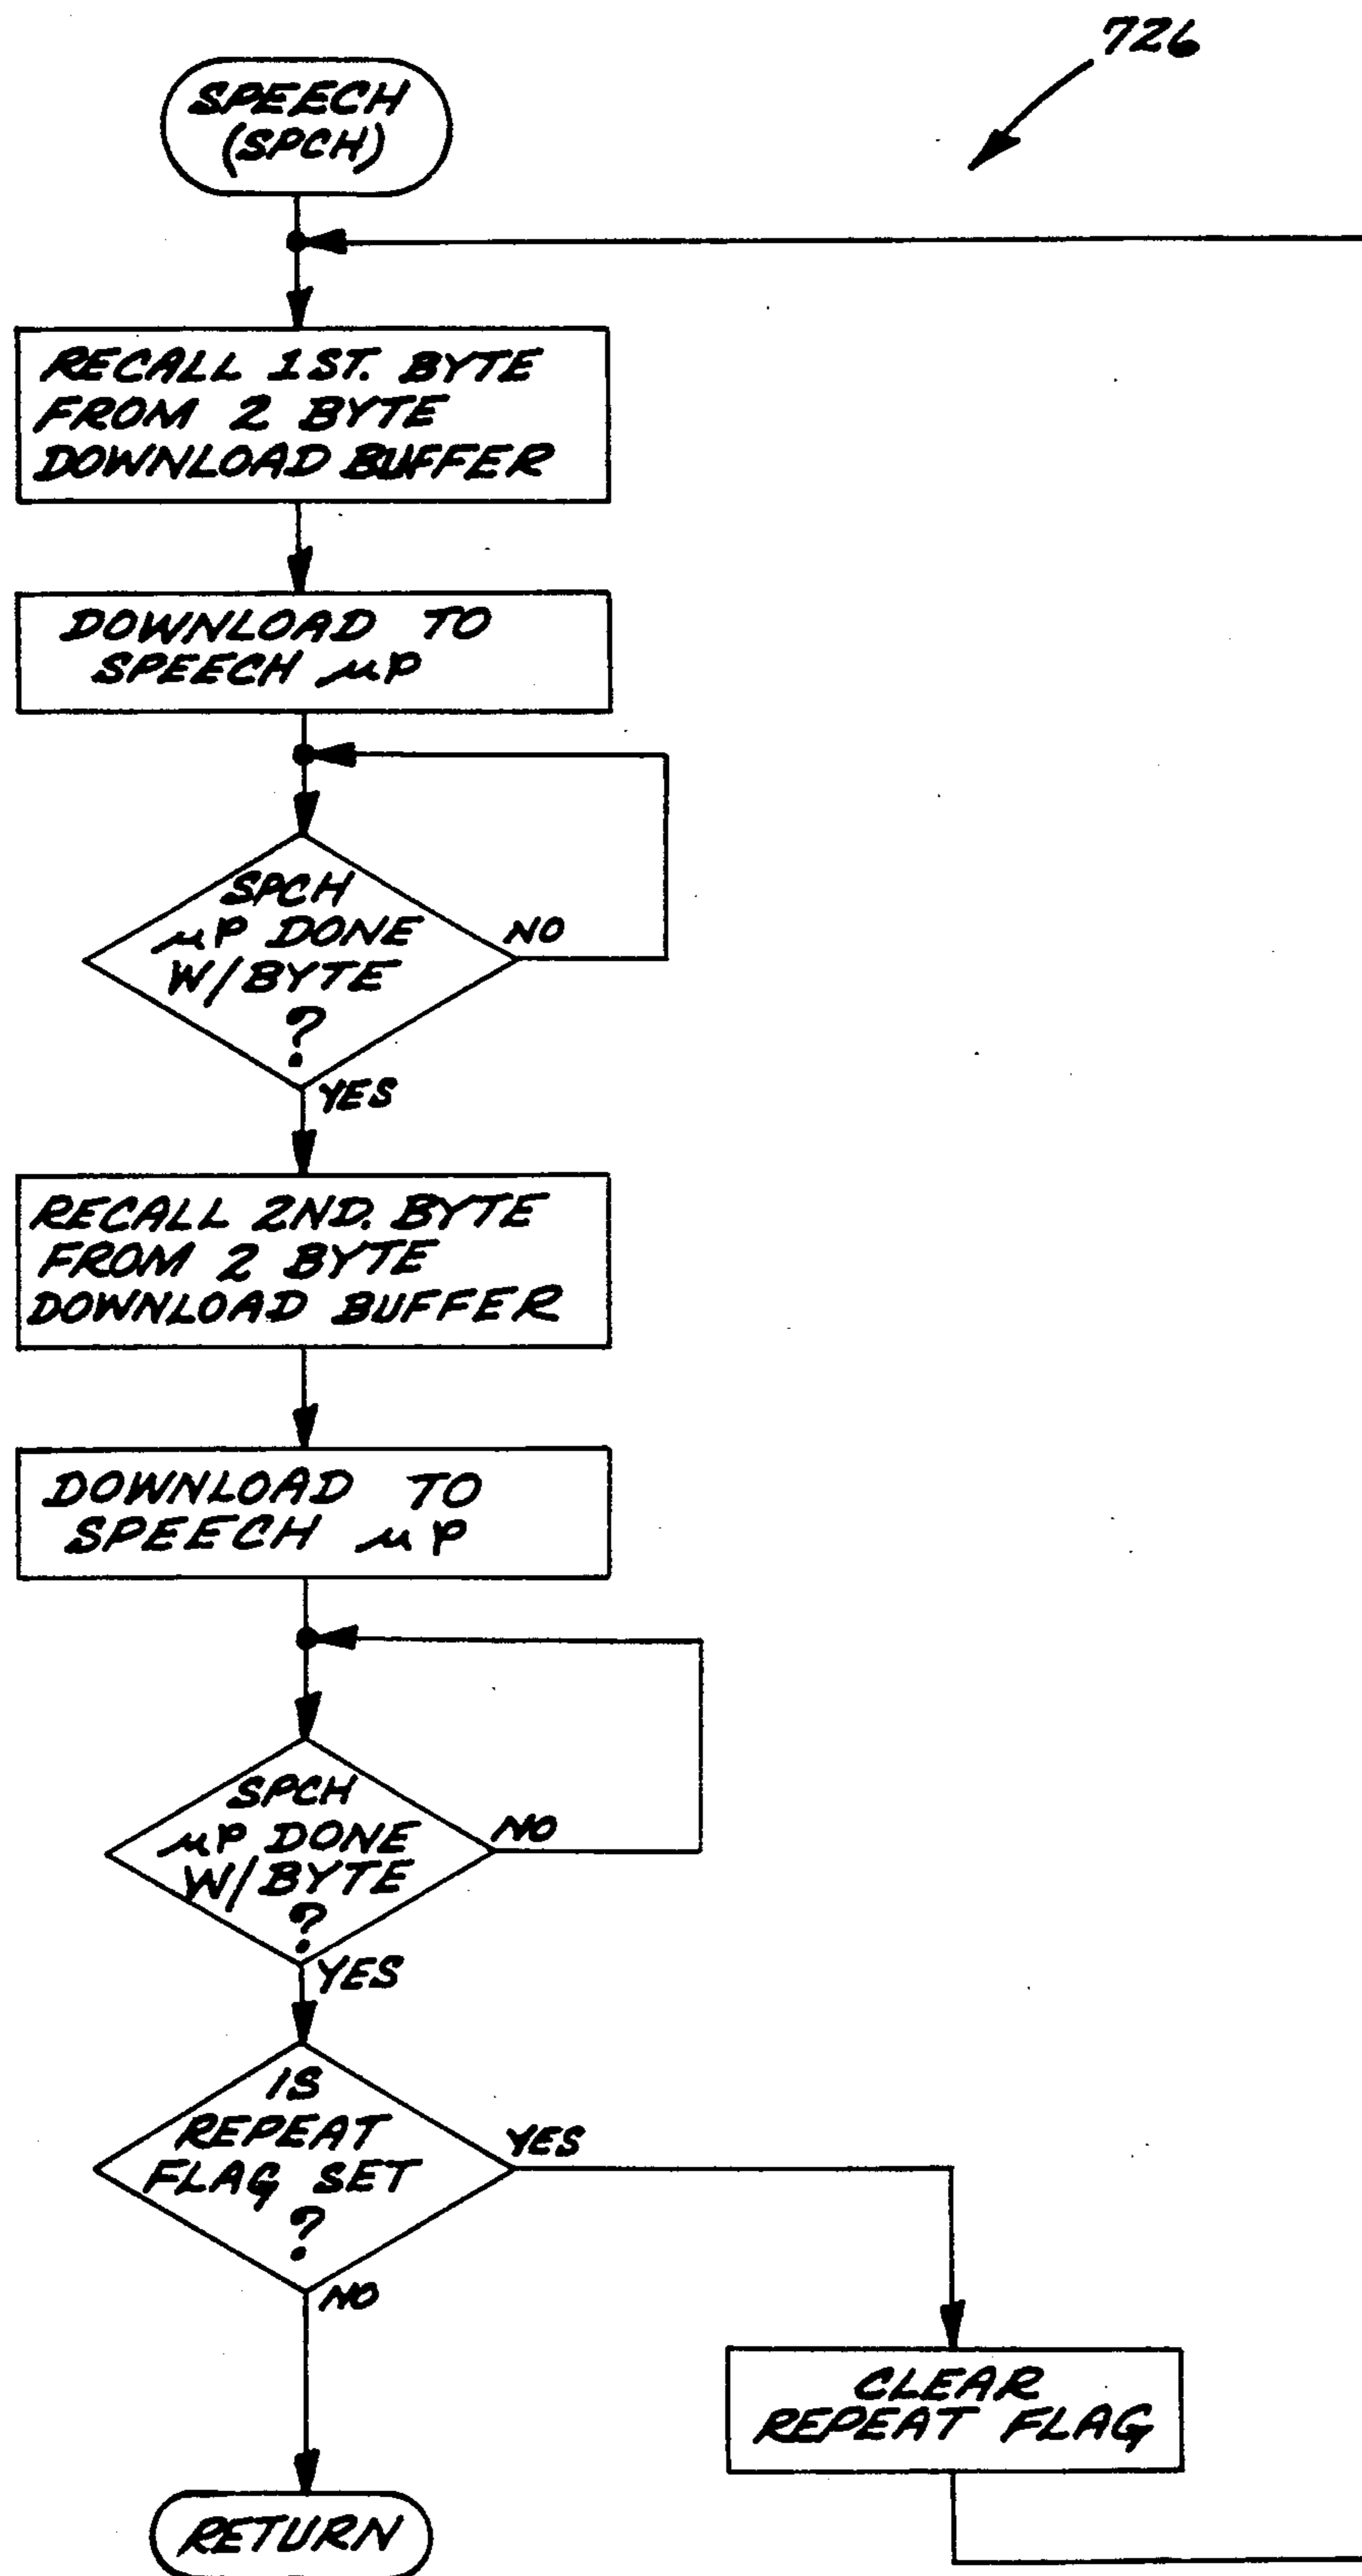 726
SPEECH
(SPCH)
RECALL 1ST. BYTE
FROM 2 BYTE
DOWNLOAD BUFFER
DOWNLOAD TO
SPEECH μP
SPCH
μP DONE
W/BYTE
?
NO
YES
RECALL 2ND. BYTE
FROM 2 BYTE
DOWNLOAD BUFFER
DOWNLOAD TO
SPEECH μP
SPCH
μP DONE
W/BYTE
?
NO
YES
IS
REPEAT
FLAG SET
?
YES
NO
CLEAR
REPEAT FLAG
RETURN